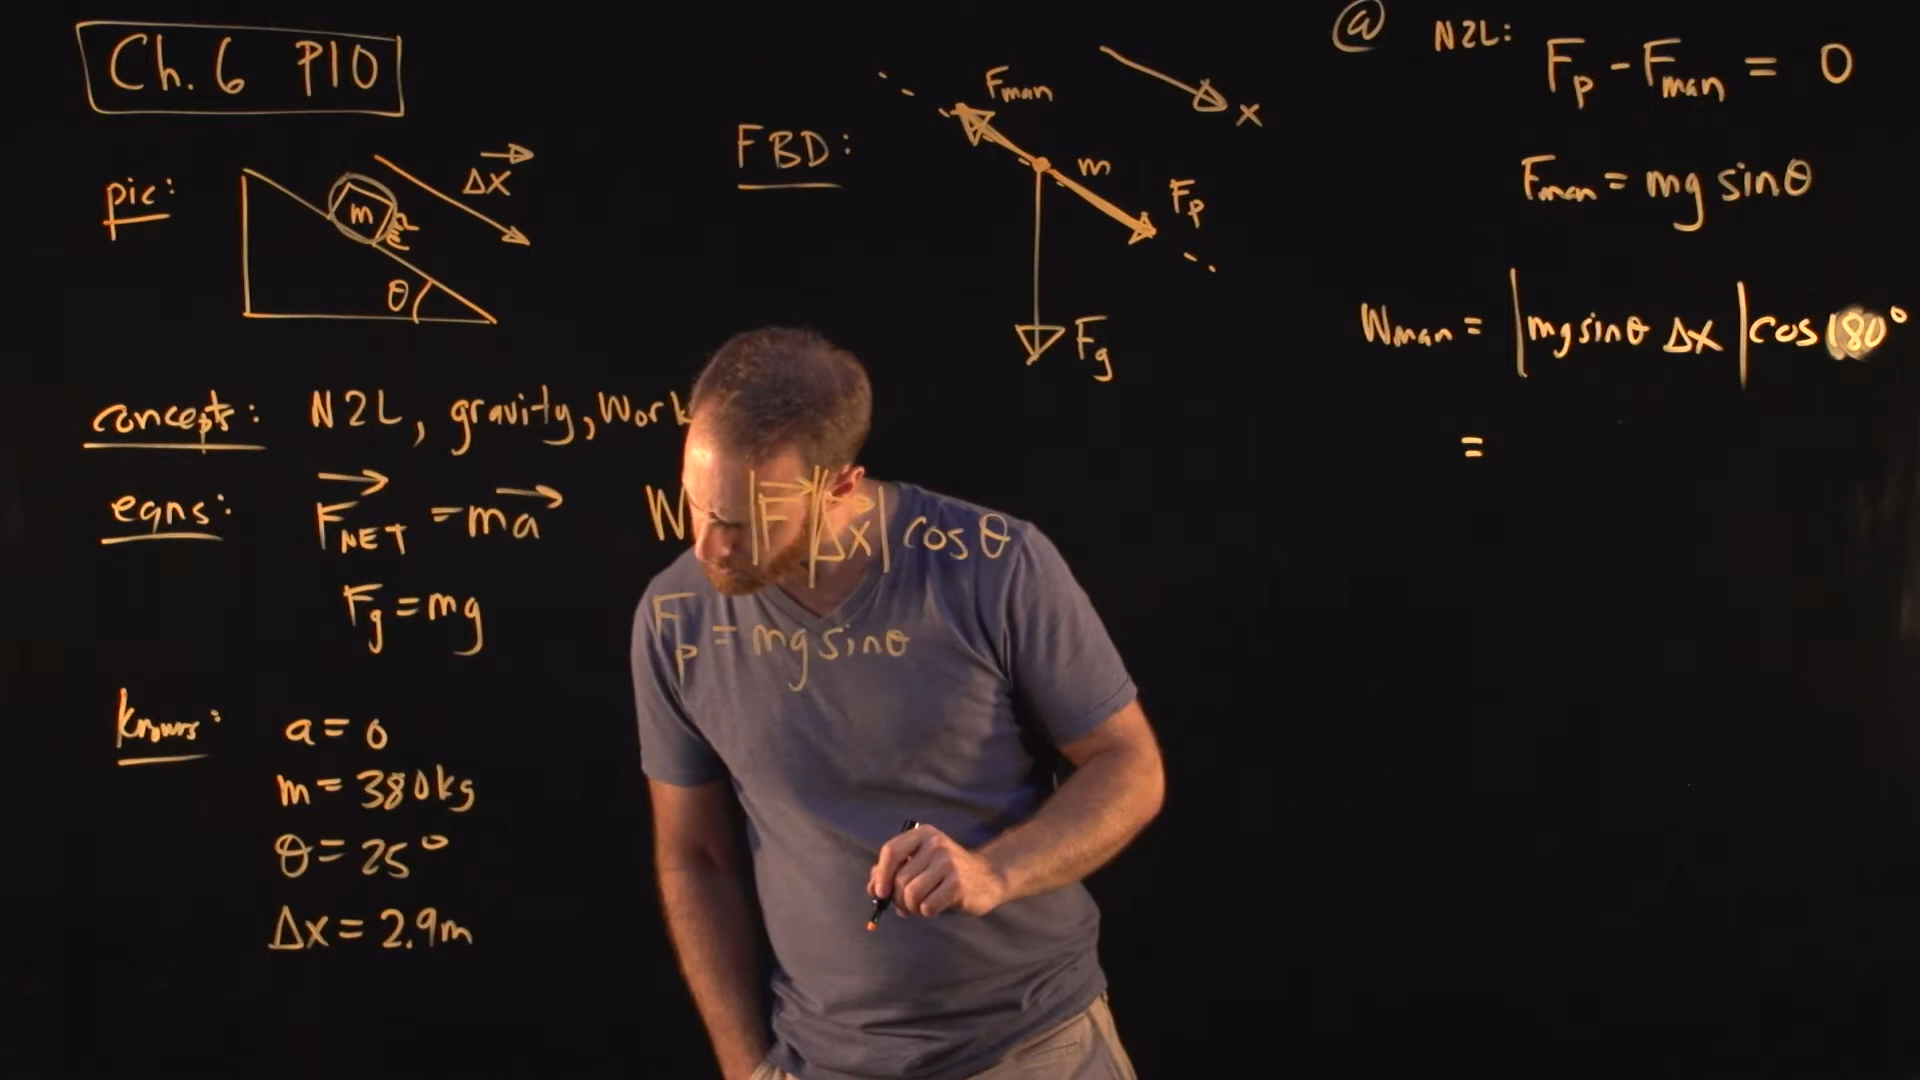 Ch. 6 P10
pic:
m
Δx
θ
concepts: N2L, gravity, Work
eqns: F NET = ma
W |F||Δx| cosθ
Fg = mg
Fp = mg sinθ
knowns: a = 0
m = 380kg
θ = 25°
Δx = 2.9m
FBD:
Fman
x
m
Fp
Fg
@ N2L: Fp - Fman = 0
Fman = mg sinθ
Wman = |mg sinθ Δx| cos 180°
=